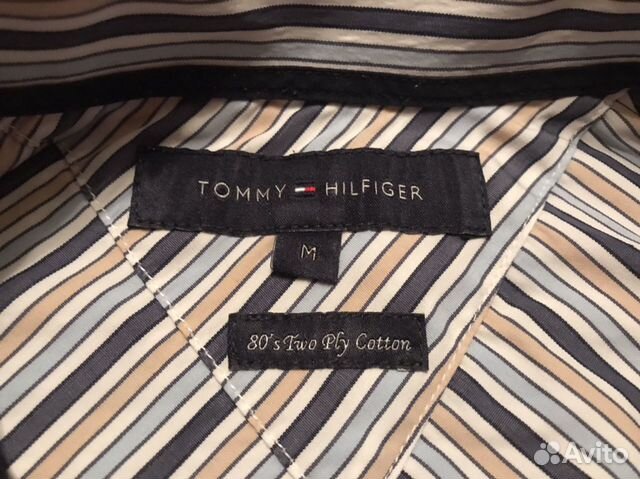 TOMMY HILFIGER
M
80's Two Ply Cotton
Avito